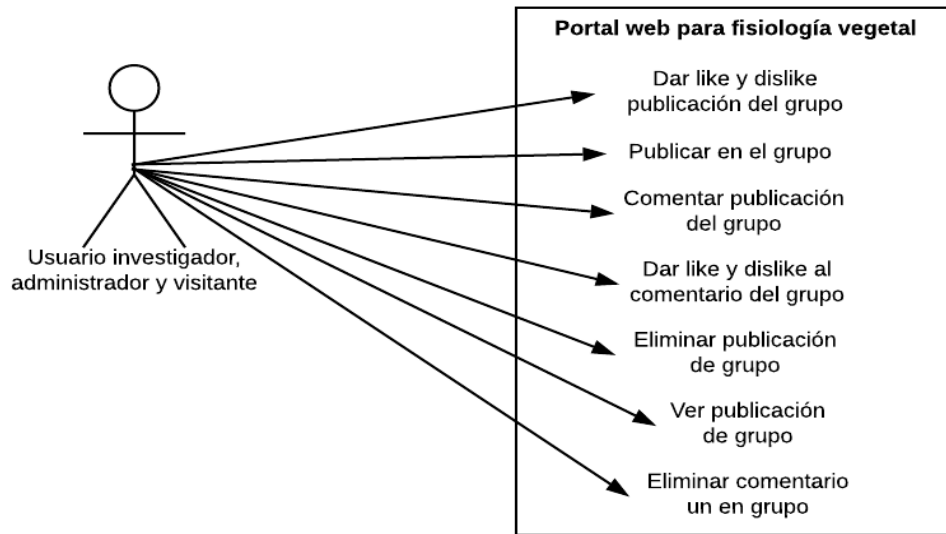 Portal web para fisiología vegetal
Dar like y dislike
publicación del grupo
Publicar en el grupo
Comentar publicación
del grupo
Usuario investigador,
administrador y visitante
Dar like y dislike al
comentario del grupo
Eliminar publicación
de grupo
Ver publicación
de grupo
Eliminar comentario
un en grupo